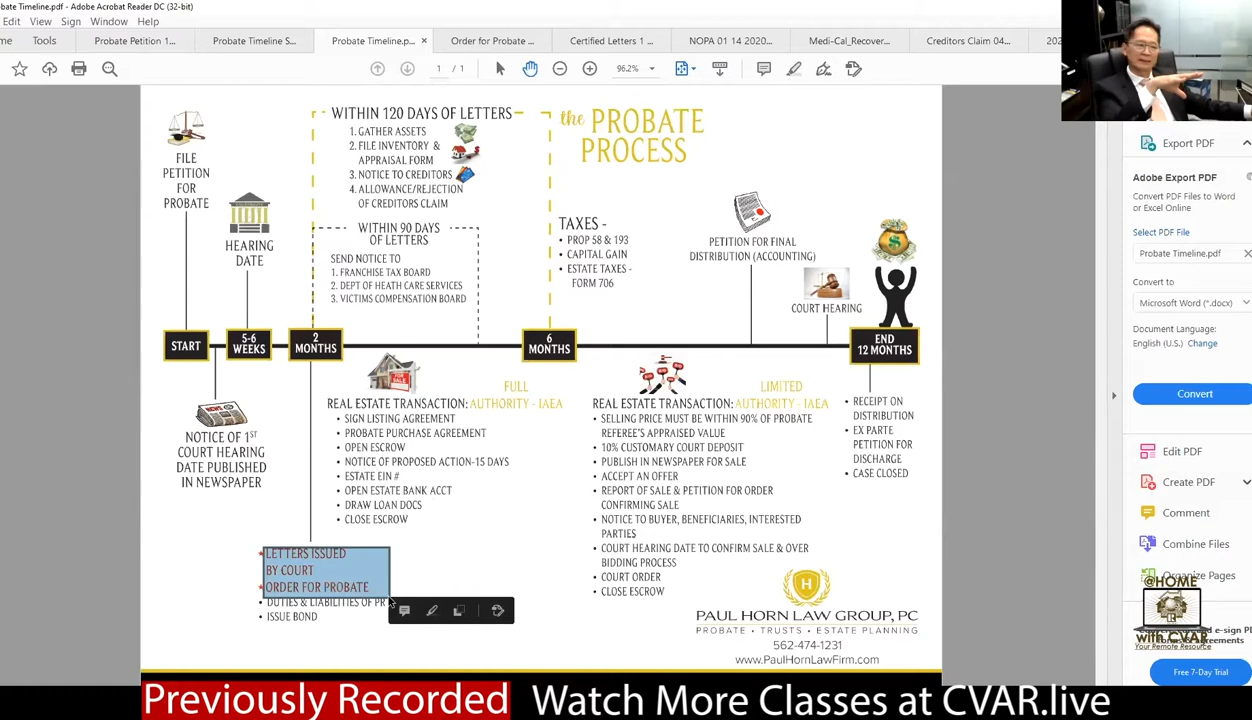 Probate Timeline.pdf - Adobe Acrobat Reader DC (32-bit)
Edit View Sign Window Help
Tools
Probate Petition 1...
Probate Timeline S...
Probate Timeline.p...
Order for Probate ...
Certified Letters 1 ...
NOPA 01 14 2020...
Medi-Cal_Recover...
Creditors Claim 04...
1 / 1
96.2%
the PROBATE
PROCESS
FILE
PETITION
FOR
PROBATE
HEARING
DATE
WITHIN 120 DAYS OF LETTERS
1. GATHER ASSETS
2. FILE INVENTORY &
APPRAISAL FORM
3. NOTICE TO CREDITORS
4. ALLOWANCE/REJECTION
OF CREDITORS CLAIM
WITHIN 90 DAYS
OF LETTERS
SEND NOTICE TO
1. FRANCHISE TAX BOARD
2. DEPT OF HEATH CARE SERVICES
3. VICTIMS COMPENSATION BOARD
TAXES -
• PROP 58 & 193
• CAPITAL GAIN
• ESTATE TAXES -
FORM 706
PETITION FOR FINAL
DISTRIBUTION (ACCOUNTING)
COURT HEARING
START
5-6
WEEKS
2
MONTHS
6
MONTHS
END
12 MONTHS
NOTICE OF 1ST
COURT HEARING
DATE PUBLISHED
IN NEWSPAPER
FOR SALE
FULL
REAL ESTATE TRANSACTION: AUTHORITY - IAEA
• SIGN LISTING AGREEMENT
• PROBATE PURCHASE AGREEMENT
• OPEN ESCROW
• NOTICE OF PROPOSED ACTION-15 DAYS
• ESTATE EIN #
• OPEN ESTATE BANK ACCT
• DRAW LOAN DOCS
• CLOSE ESCROW
LIMITED
REAL ESTATE TRANSACTION: AUTHORITY - IAEA
• SELLING PRICE MUST BE WITHIN 90% OF PROBATE
REFEREE'S APPRAISED VALUE
• 10% CUSTOMARY COURT DEPOSIT
• PUBLISH IN NEWSPAPER FOR SALE
• ACCEPT AN OFFER
• REPORT OF SALE & PETITION FOR ORDER
CONFIRMING SALE
• NOTICE TO BUYER, BENEFICIARIES, INTERESTED
PARTIES
• COURT HEARING DATE TO CONFIRM SALE & OVER
BIDDING PROCESS
• COURT ORDER
• CLOSE ESCROW
• RECEIPT ON
DISTRIBUTION
• EX PARTE
PETITION FOR
DISCHARGE
• CASE CLOSED
* LETTERS ISSUED
BY COURT
* ORDER FOR PROBATE
• DUTIES & LIABILITIES OF PR
• ISSUE BOND
H
PAUL HORN LAW GROUP, PC
PROBATE • TRUSTS • ESTATE PLANNING
562-474-1231
www.PaulHornLawFirm.com
Export PDF
Adobe Export PDF
Convert PDF Files to Word
or Excel Online
Select PDF File
Probate Timeline.pdf
Convert to
Microsoft Word (*.docx)
Document Language:
English (U.S.) Change
Convert
Edit PDF
Create PDF
Comment
Combine Files
Organize Pages
@HOME
with CVAR
Your Remote Resource
Free 7-Day Trial
Previously Recorded
Watch More Classes at CVAR.live